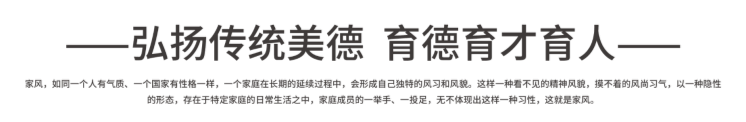 ——弘扬传统美德 育德育才育人——
家风，如同一个人有气质、一个国家有性格一样，一个家庭在长期的延续过程中，会形成自己独特的风习和风貌。这样一种看不见的精神风貌，摸不着的风尚习气，以一种隐性
的形态，存在于特定家庭的日常生活之中，家庭成员的一举手、一投足，无不体现出这样一种习性，这就是家风。